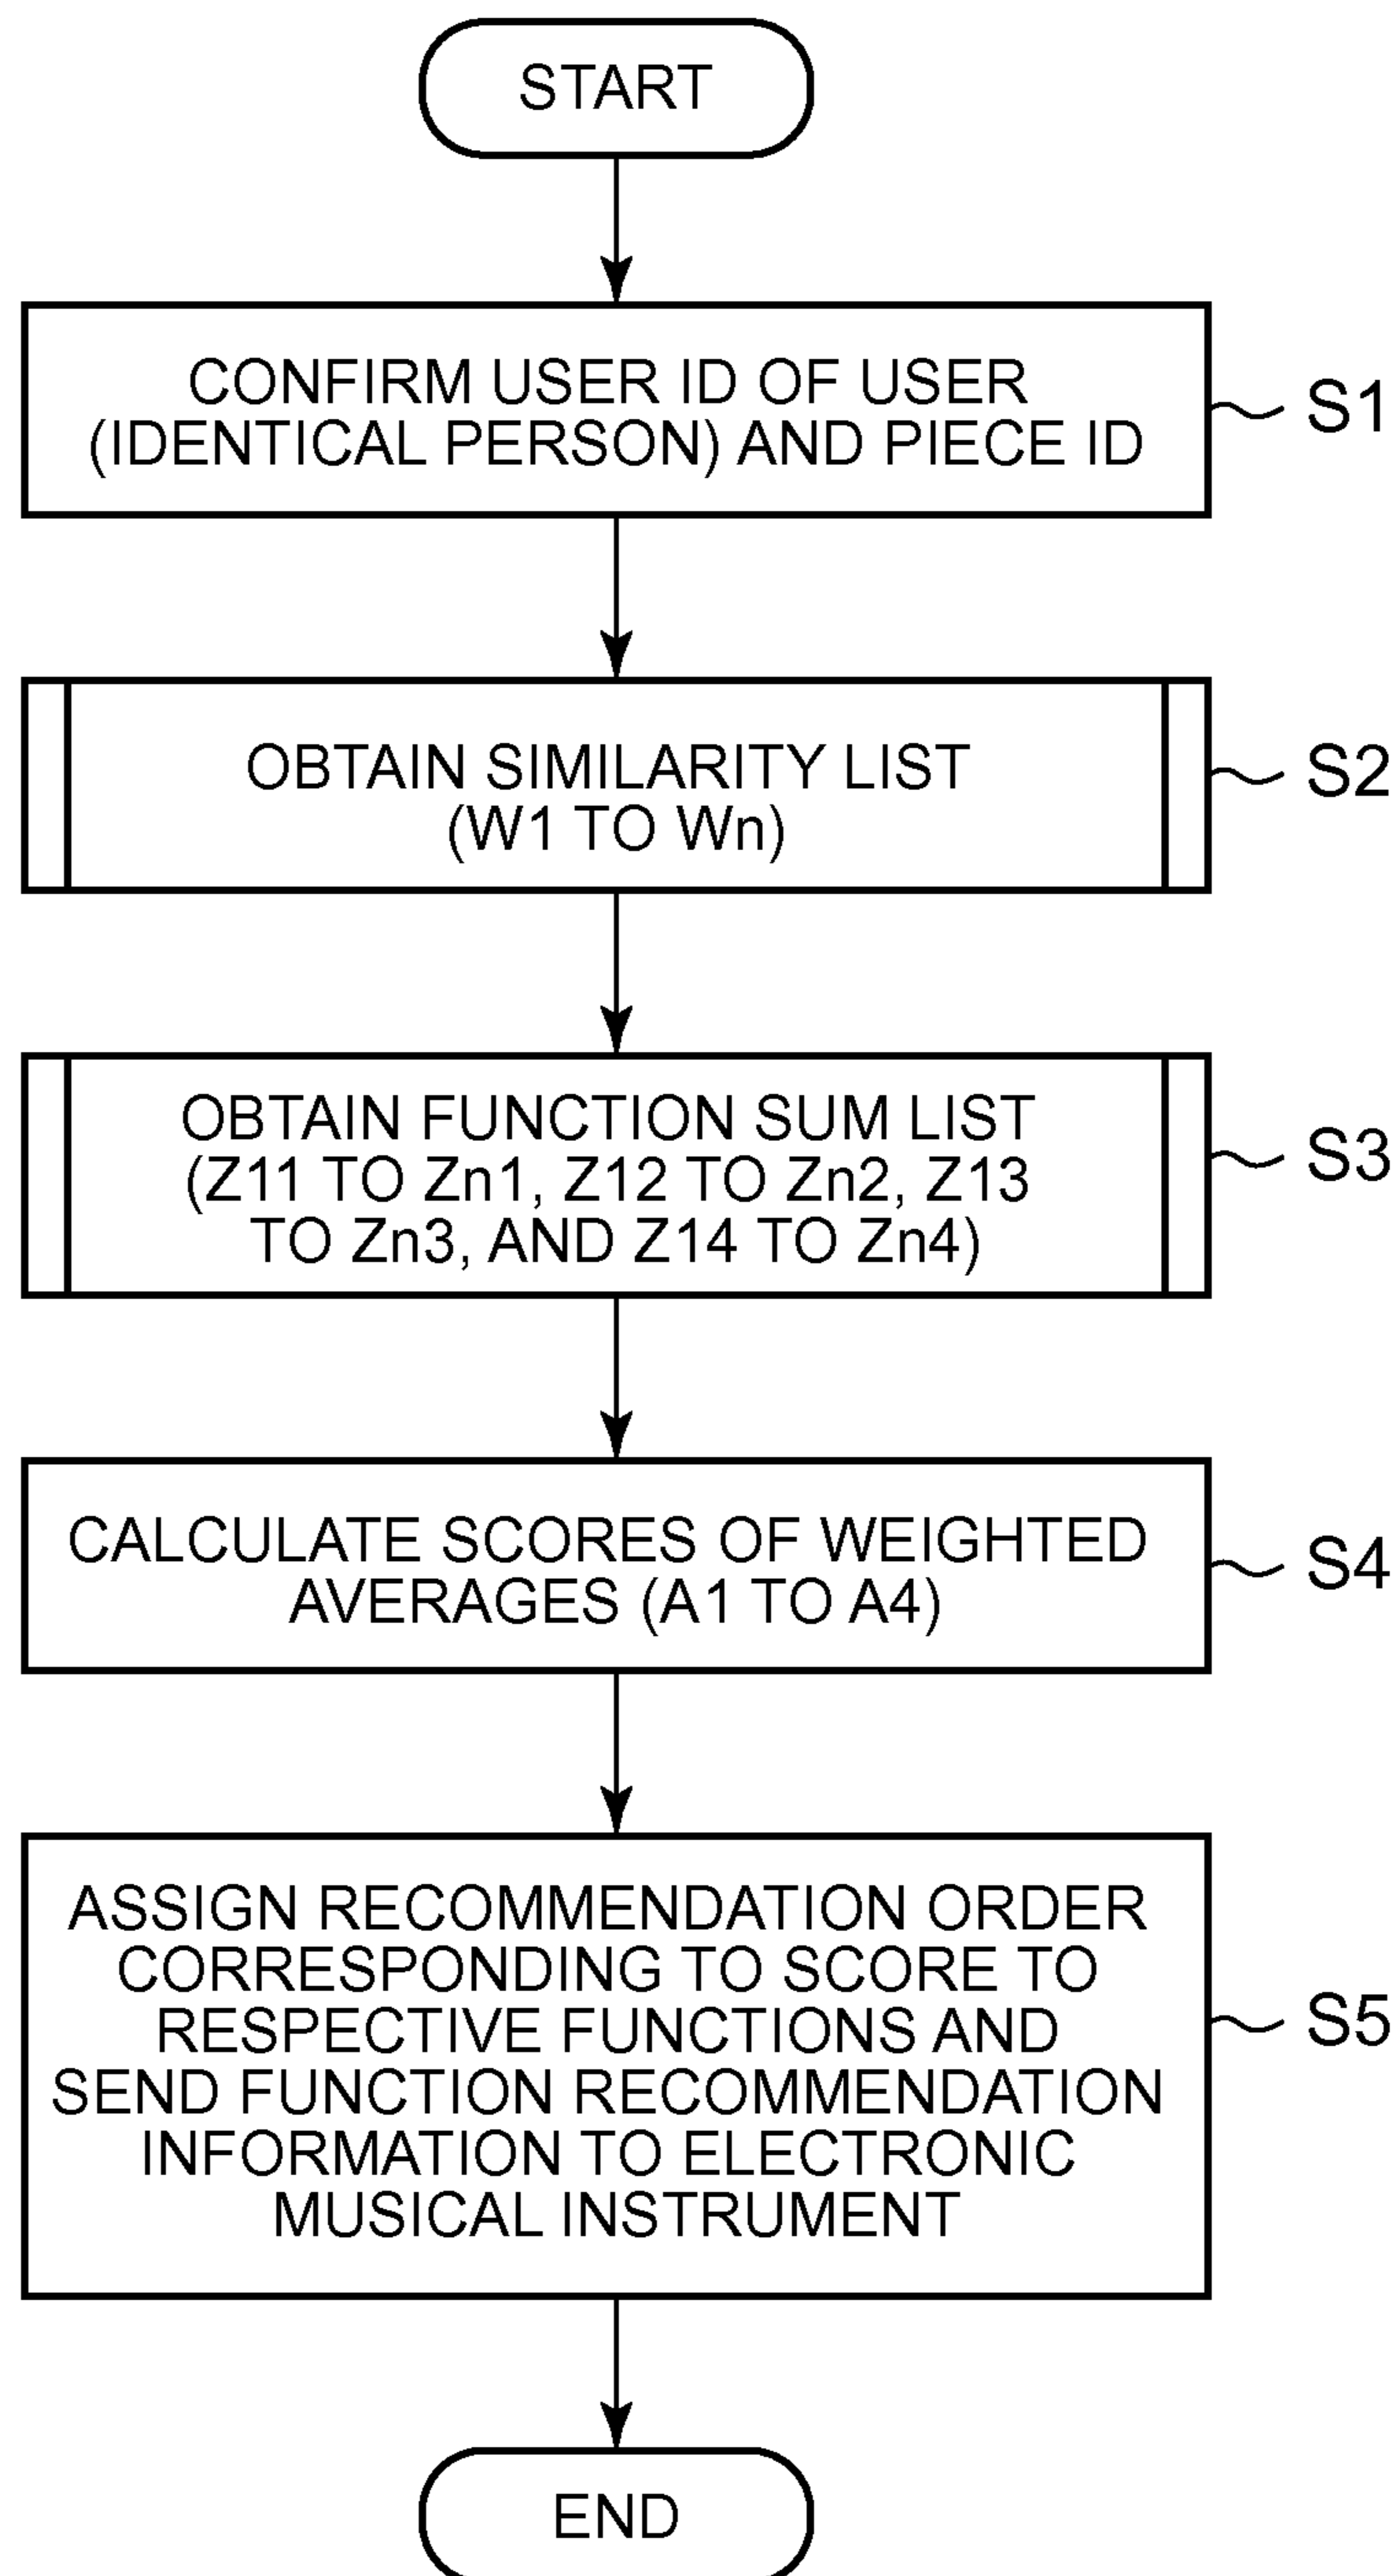 START
CONFIRM USER ID OF USER
(IDENTICAL PERSON) AND PIECE ID
S1
OBTAIN SIMILARITY LIST
(W1 TO Wn)
S2
OBTAIN FUNCTION SUM LIST
(Z11 TO Zn1, Z12 TO Zn2, Z13
TO Zn3, AND Z14 TO Zn4)
S3
CALCULATE SCORES OF WEIGHTED
AVERAGES (A1 TO A4)
S4
ASSIGN RECOMMENDATION ORDER
CORRESPONDING TO SCORE TO
RESPECTIVE FUNCTIONS AND
SEND FUNCTION RECOMMENDATION
INFORMATION TO ELECTRONIC
MUSICAL INSTRUMENT
S5
END